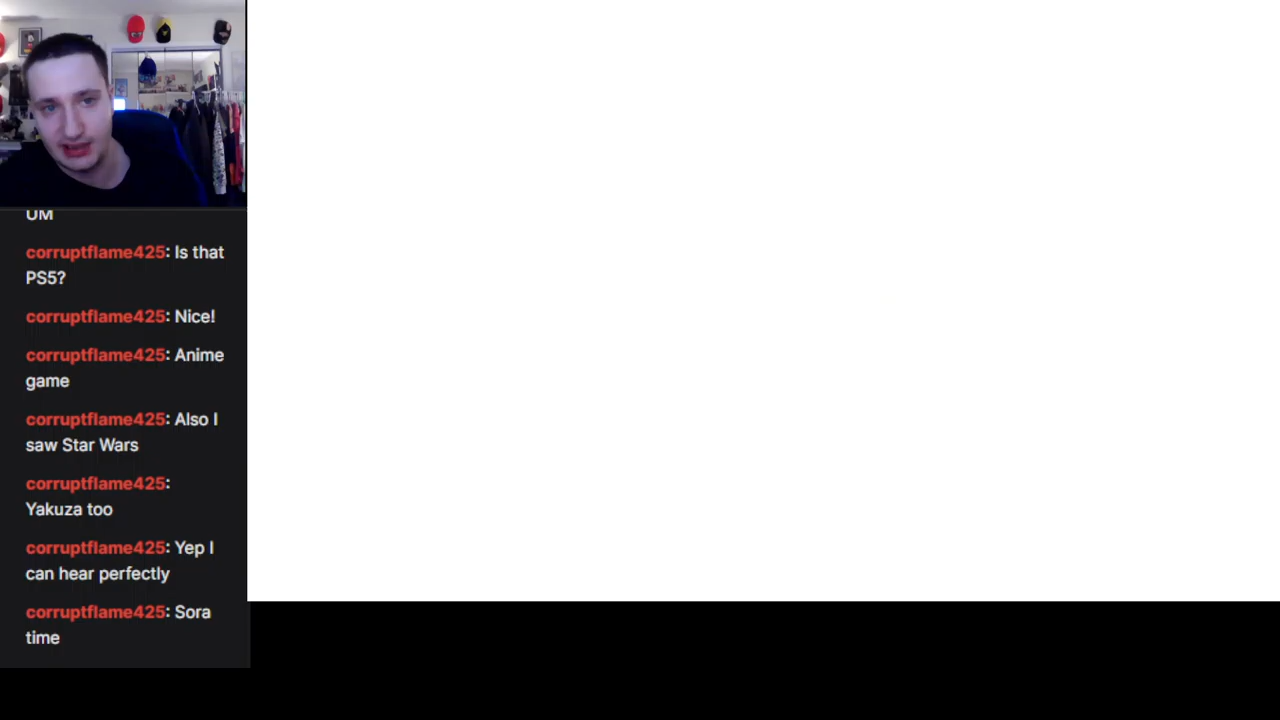 UM
corruptflame425: Is that
PS5?
corruptflame425: Nice!
corruptflame425: Anime
game
corruptflame425: Also I
saw Star Wars
corruptflame425:
Yakuza too
corruptflame425: Yep I
can hear perfectly
corruptflame425: Sora
time